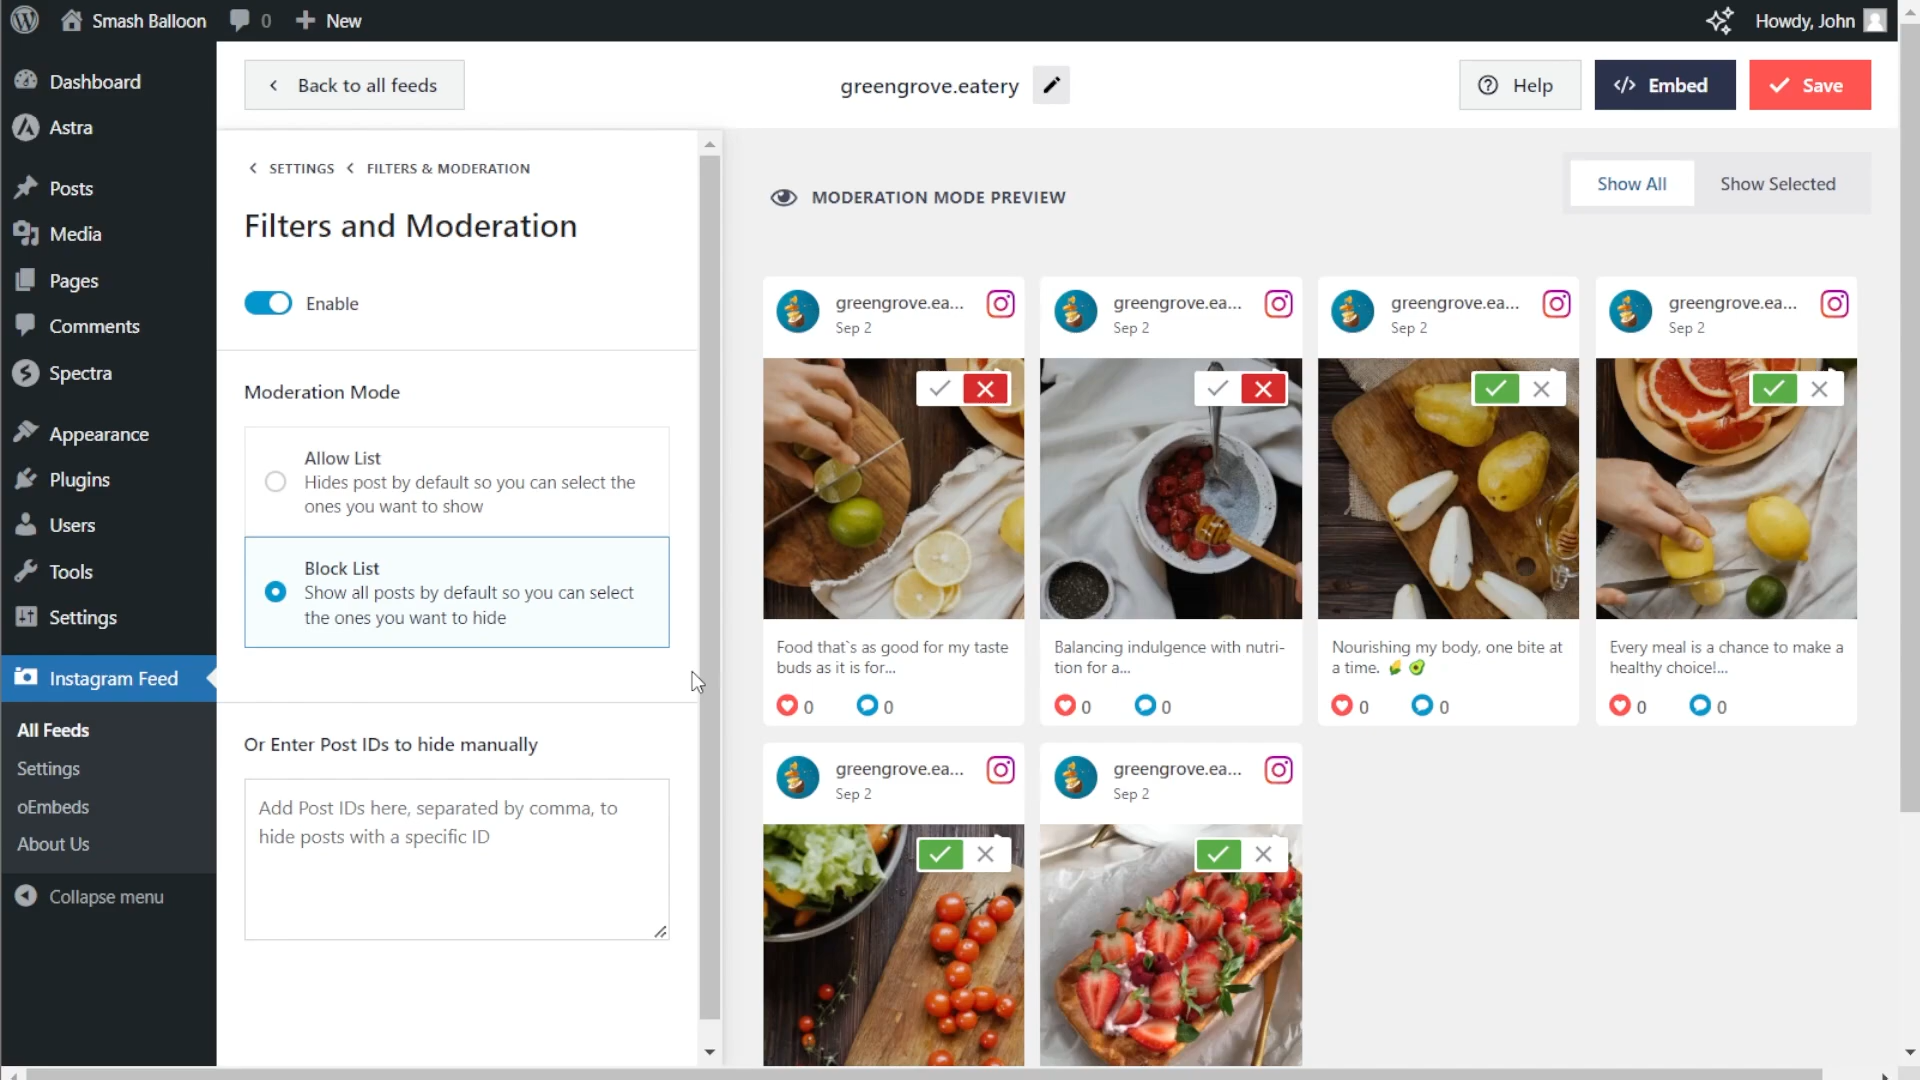 Smash Balloon
0
New
Howdy, John
Dashboard
Astra
Posts
Media
Pages
Comments
Spectra
Appearance
Plugins
Users
Tools
Settings
Instagram Feed
All Feeds
Settings
oEmbeds
About Us
Collapse menu
Back to all feeds
greengrove.eatery
Help
</> Embed
Save
SETTINGS
FILTERS & MODERATION
Filters and Moderation
Enable
Moderation Mode
Allow List
Hides post by default so you can select the
ones you want to show
Block List
Show all posts by default so you can select
the ones you want to hide
Or Enter Post IDs to hide manually
Add Post IDs here, separated by comma, to
hide posts with a specific ID
MODERATION MODE PREVIEW
Show All
Show Selected
greengrove.ea...
Sep 2
Food that`s as good for my taste
buds as it is for...
0
0
greengrove.ea...
Sep 2
Balancing indulgence with nutri-
tion for a...
0
0
greengrove.ea...
Sep 2
Nourishing my body, one bite at
a time. 🌽 🥑
0
0
greengrove.ea...
Sep 2
Every meal is a chance to make a
healthy choice!...
0
0
greengrove.ea...
Sep 2
greengrove.ea...
Sep 2